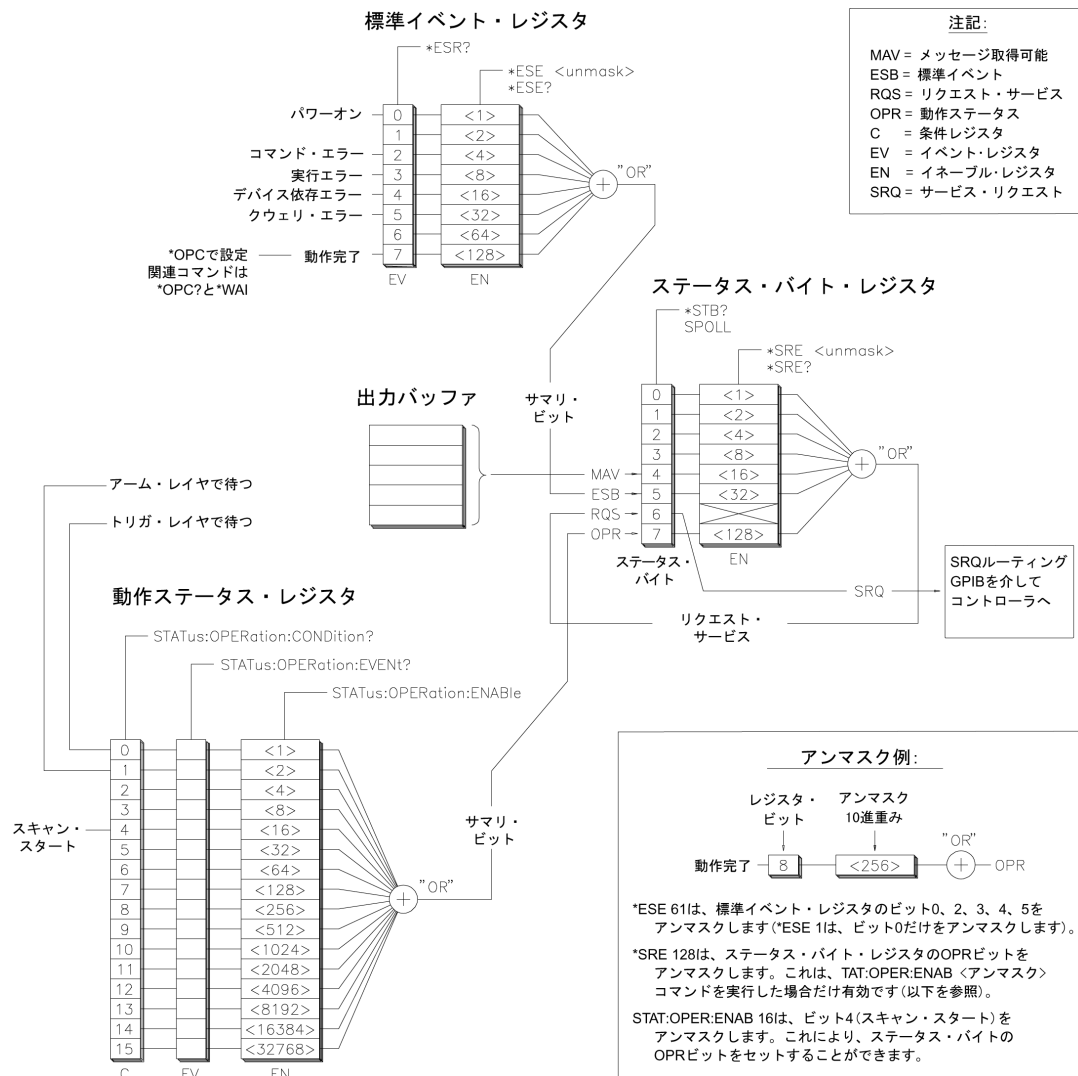 標準イベント・レジスタ
*ESR?
*ESE <unmask>
*ESE?
パワーオン 0 <1>
1 <2>
コマンド・エラー 2 <4>
実行エラー 3 <8>
デバイス依存エラー 4 <16>
クウェリ・エラー 5 <32>
6 <64>
動作完了 7 <128>
EV EN
"OR"
*OPCで設定
関連コマンドは
*OPC?と*WAI
注記:
MAV = メッセージ取得可能
ESB = 標準イベント
RQS = リクエスト・サービス
OPR = 動作ステータス
C = 条件レジスタ
EV = イベント・レジスタ
EN = イネーブル・レジスタ
SRQ = サービス・リクエスト
ステータス・バイト・レジスタ
*STB?
SPOLL
*SRE <unmask>
*SRE?
出力バッファ
サマリ・
ビット
0 <1>
1 <2>
2 <4>
3 <8>
MAV 4 <16>
ESB 5 <32>
RQS 6
OPR 7 <128>
ステータス・
バイト
EN
"OR"
SRQ
SRQルーティング
GPIBを介して
コントローラへ
リクエスト・
サービス
アーム・レイヤで待つ
トリガ・レイヤで待つ
動作ステータス・レジスタ
STATus:OPERation:CONDition?
STATus:OPERation:EVENt?
STATus:OPERation:ENABle
0 <1>
1 <2>
2 <4>
3 <8>
スキャン・
スタート
4 <16>
5 <32>
6 <64>
7 <128>
8 <256>
9 <512>
10 <1024>
11 <2048>
12 <4096>
13 <8192>
14 <16384>
15 <32768>
C EV EN
"OR"
サマリ・
ビット
アンマスク例:
レジスタ・
ビット
アンマスク
10進重み
動作完了 8 <256> "OR" OPR
*ESE 61は、標準イベント・レジスタのビット0、2、3、4、5を
アンマスクします(*ESE 1は、ビット0だけをアンマスクします)。
*SRE 128は、ステータス・バイト・レジスタのOPRビットを
アンマスクします。これは、TAT:OPER:ENAB 〈アンマスク〉
コマンドを実行した場合だけ有効です(以下を参照)。
STAT:OPER:ENAB 16は、ビット4(スキャン・スタート)を
アンマスクします。これにより、ステータス・バイトの
OPRビットをセットすることができます。